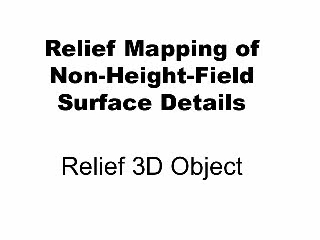 Relief Mapping of
Non-Height-Field
Surface Details
Relief 3D Object